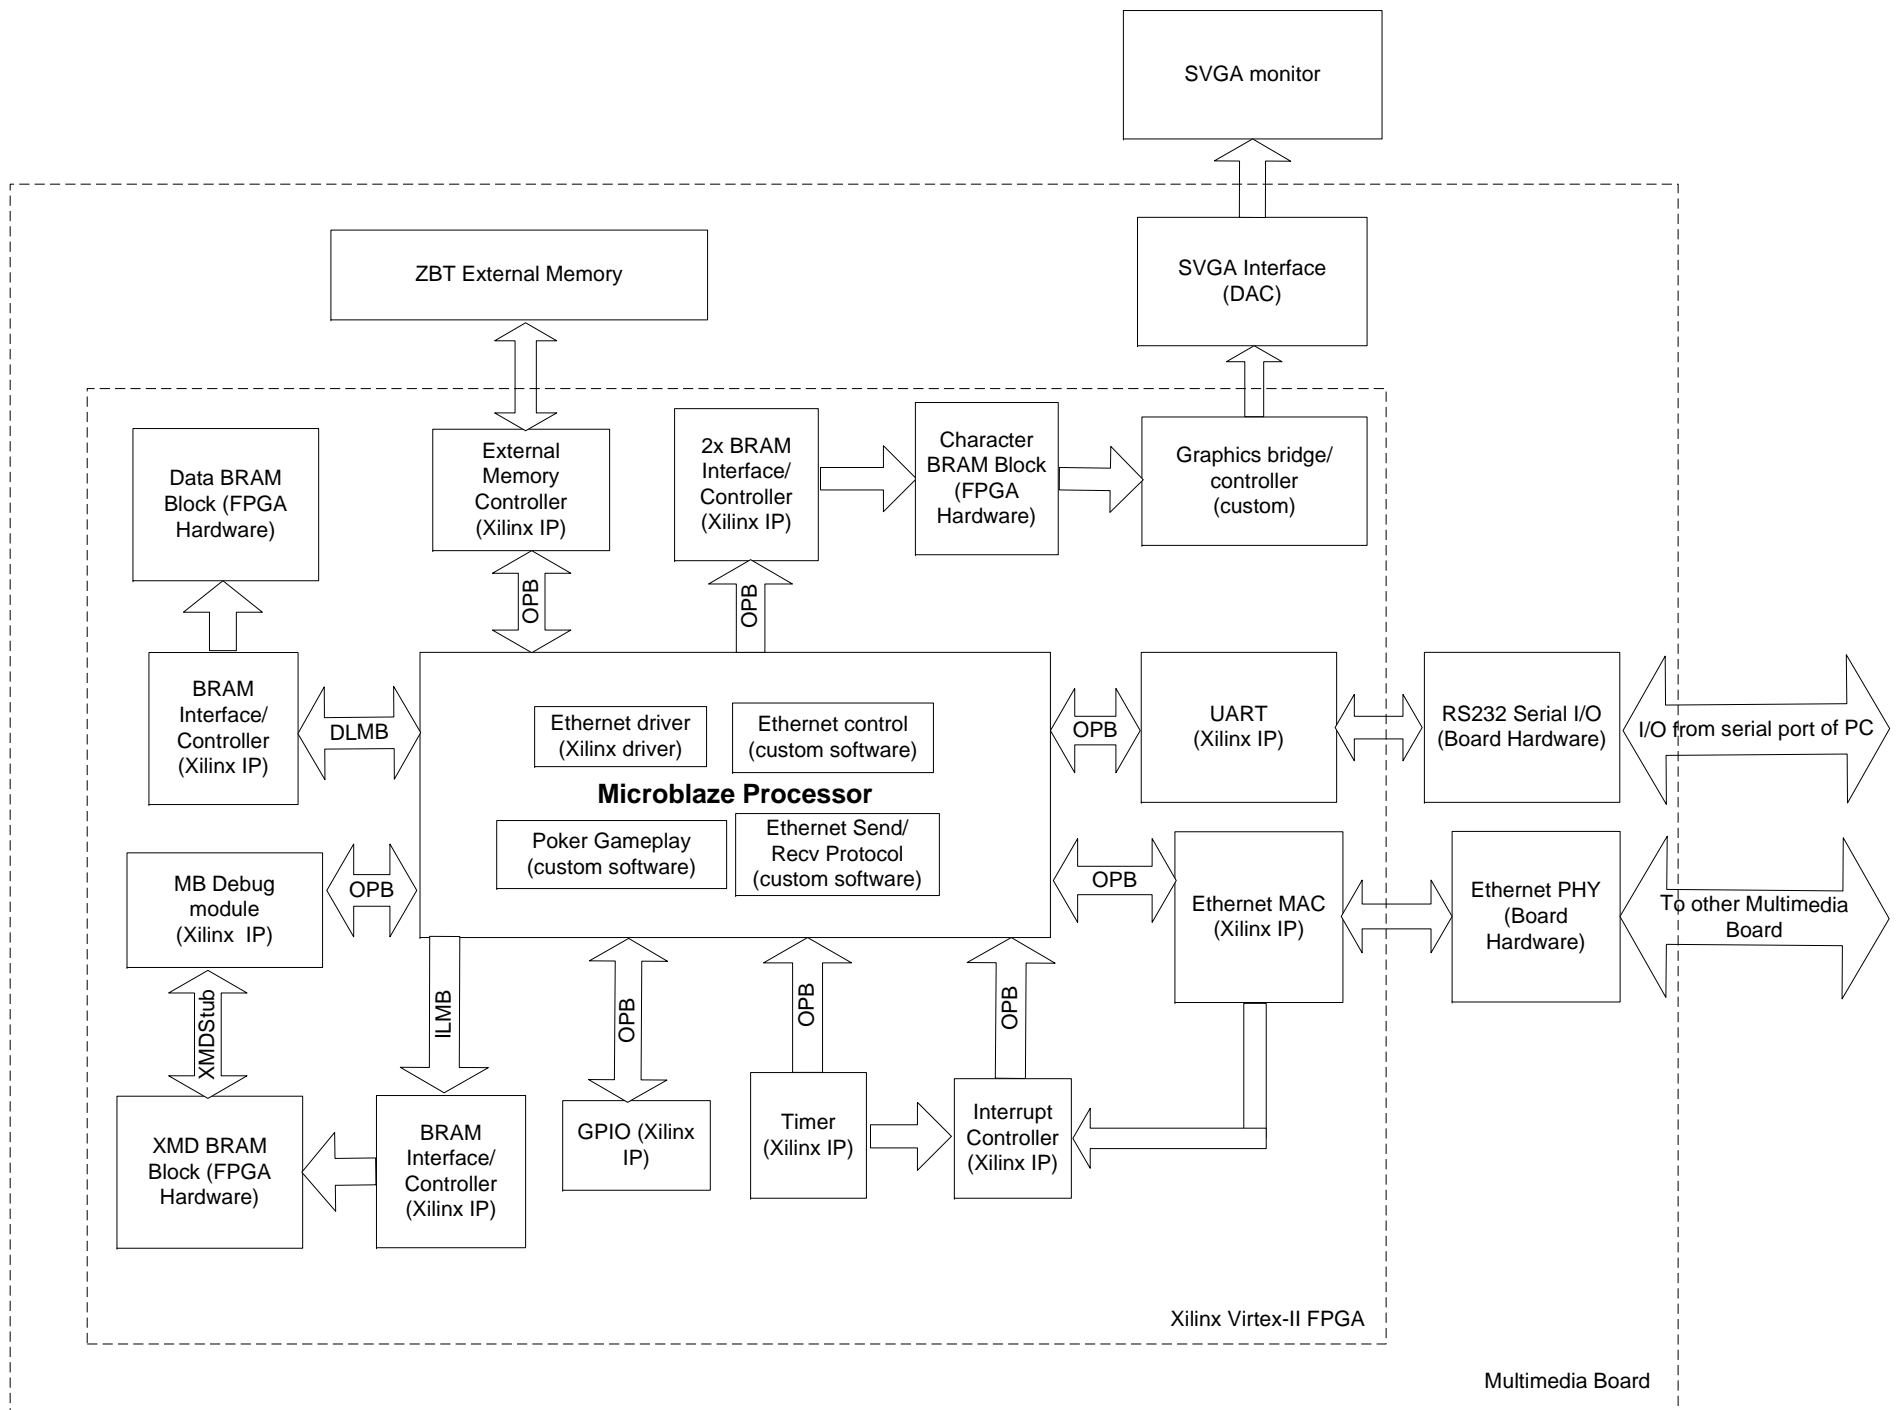 SVGA monitor
ZBT External Memory
SVGA Interface
(DAC)
Data BRAM
Block (FPGA
Hardware)
External
Memory
Controller
(Xilinx IP)
2x BRAM
Interface/
Controller
(Xilinx IP)
Character
BRAM Block
(FPGA
Hardware)
Graphics bridge/
controller
(custom)
OPB
OPB
BRAM
Interface/
Controller
(Xilinx IP)
DLMB
Ethernet driver
(Xilinx driver)
Ethernet control
(custom software)
Microblaze Processor
Poker Gameplay
(custom software)
Ethernet Send/
Recv Protocol
(custom software)
OPB
UART
(Xilinx IP)
RS232 Serial I/O
(Board Hardware)
I/O from serial port of PC
MB Debug
module
(Xilinx IP)
OPB
OPB
Ethernet MAC
(Xilinx IP)
Ethernet PHY
(Board
Hardware)
To other Multimedia
Board
XMDStub
ILMB
OPB
OPB
OPB
XMD BRAM
Block (FPGA
Hardware)
BRAM
Interface/
Controller
(Xilinx IP)
GPIO (Xilinx
IP)
Timer
(Xilinx IP)
Interrupt
Controller
(Xilinx IP)
Xilinx Virtex-II FPGA
Multimedia Board